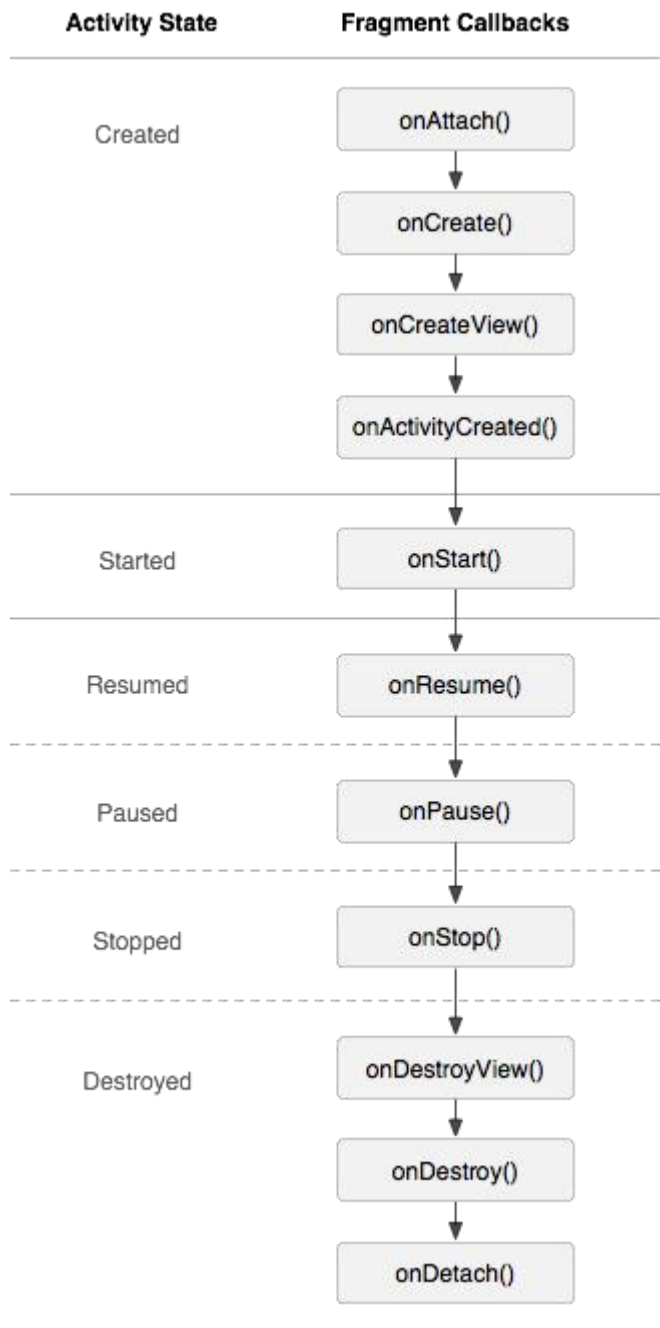 Activity State Fragment Callbacks
Created
onAttach()
onCreate()
onCreateView()
onActivityCreated()
Started
onStart()
Resumed
onResume()
Paused
onPause()
Stopped
onStop()
Destroyed
onDestroyView()
onDestroy()
onDetach()